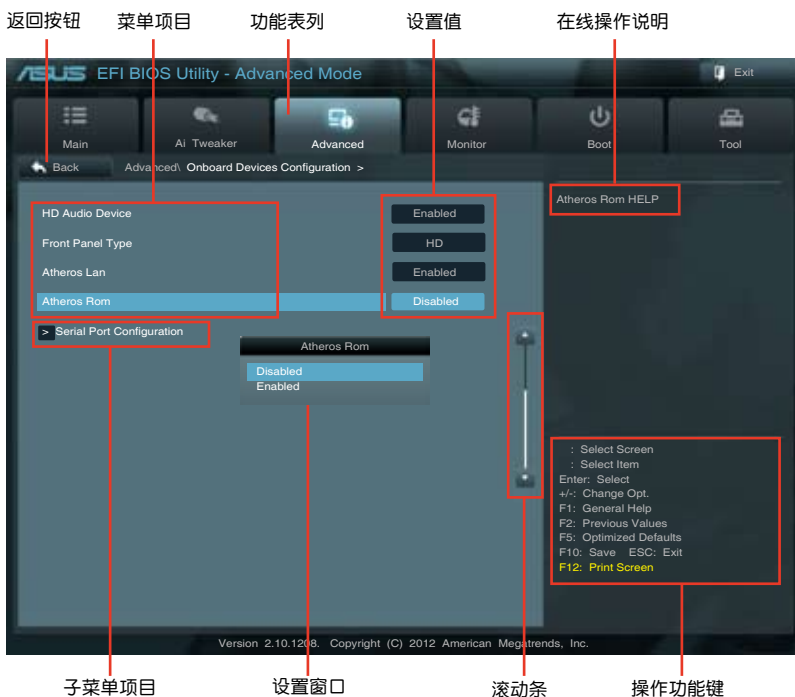 返回按钮 菜单项目 功能表列 设置值 在线操作说明
ASUS EFI BIOS Utility - Advanced Mode Exit
Main Ai Tweaker Advanced Monitor Boot Tool
Back Advanced\ Onboard Devices Configuration >
HD Audio Device Enabled Atheros Rom HELP
Front Panel Type HD
Atheros Lan Enabled
Atheros Rom Disabled
> Serial Port Configuration
Atheros Rom
Disabled
Enabled
: Select Screen
: Select Item
Enter: Select
+/-: Change Opt.
F1: General Help
F2: Previous Values
F5: Optimized Defaults
F10: Save ESC: Exit
F12: Print Screen
Version 2.10.1208. Copyright (C) 2012 American Megatrends, Inc.
子菜单项目 设置窗口 滚动条 操作功能键